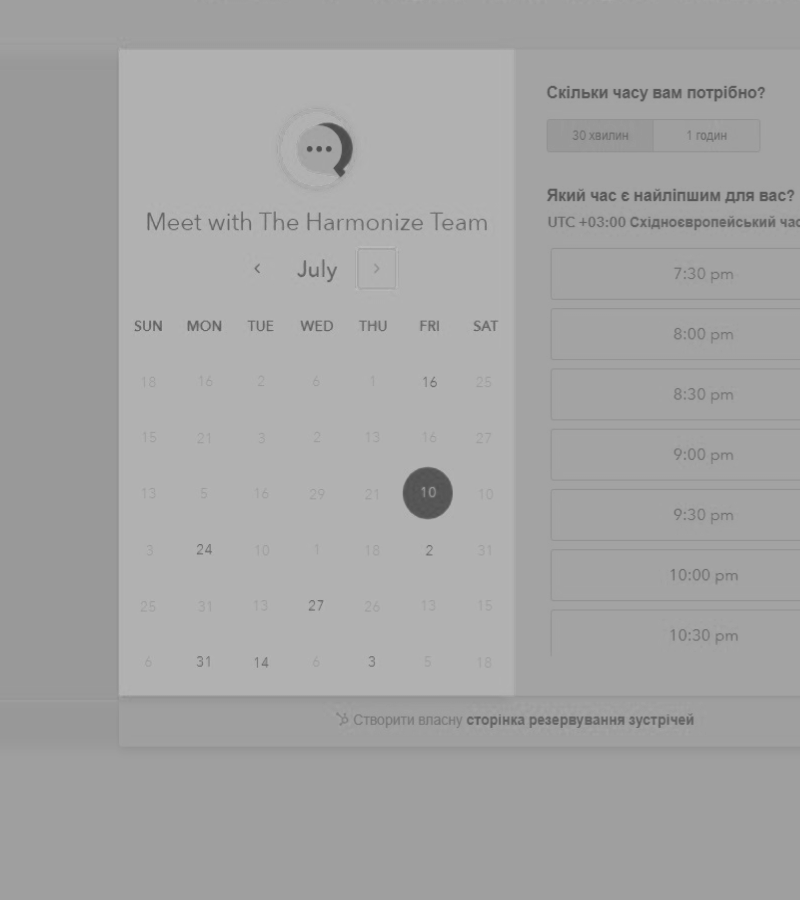 Meet with The Harmonize Team
July
SUN MON TUE WED THU FRI SAT
18 16 2 6 1 16 25
15 21 3 2 13 16 27
13 5 16 29 21 10 10
3 24 10 1 18 2 31
25 31 13 27 26 13 15
6 31 14 6 3 5 18
Скільки часу вам потрібно?
30 хвилин 1 годин
Який час є найліпшим для вас?
UTC +03:00 Східноєвропейський час
7:30 pm
8:00 pm
8:30 pm
9:00 pm
9:30 pm
10:00 pm
10:30 pm
Створити власну сторінка резервування зустрічей